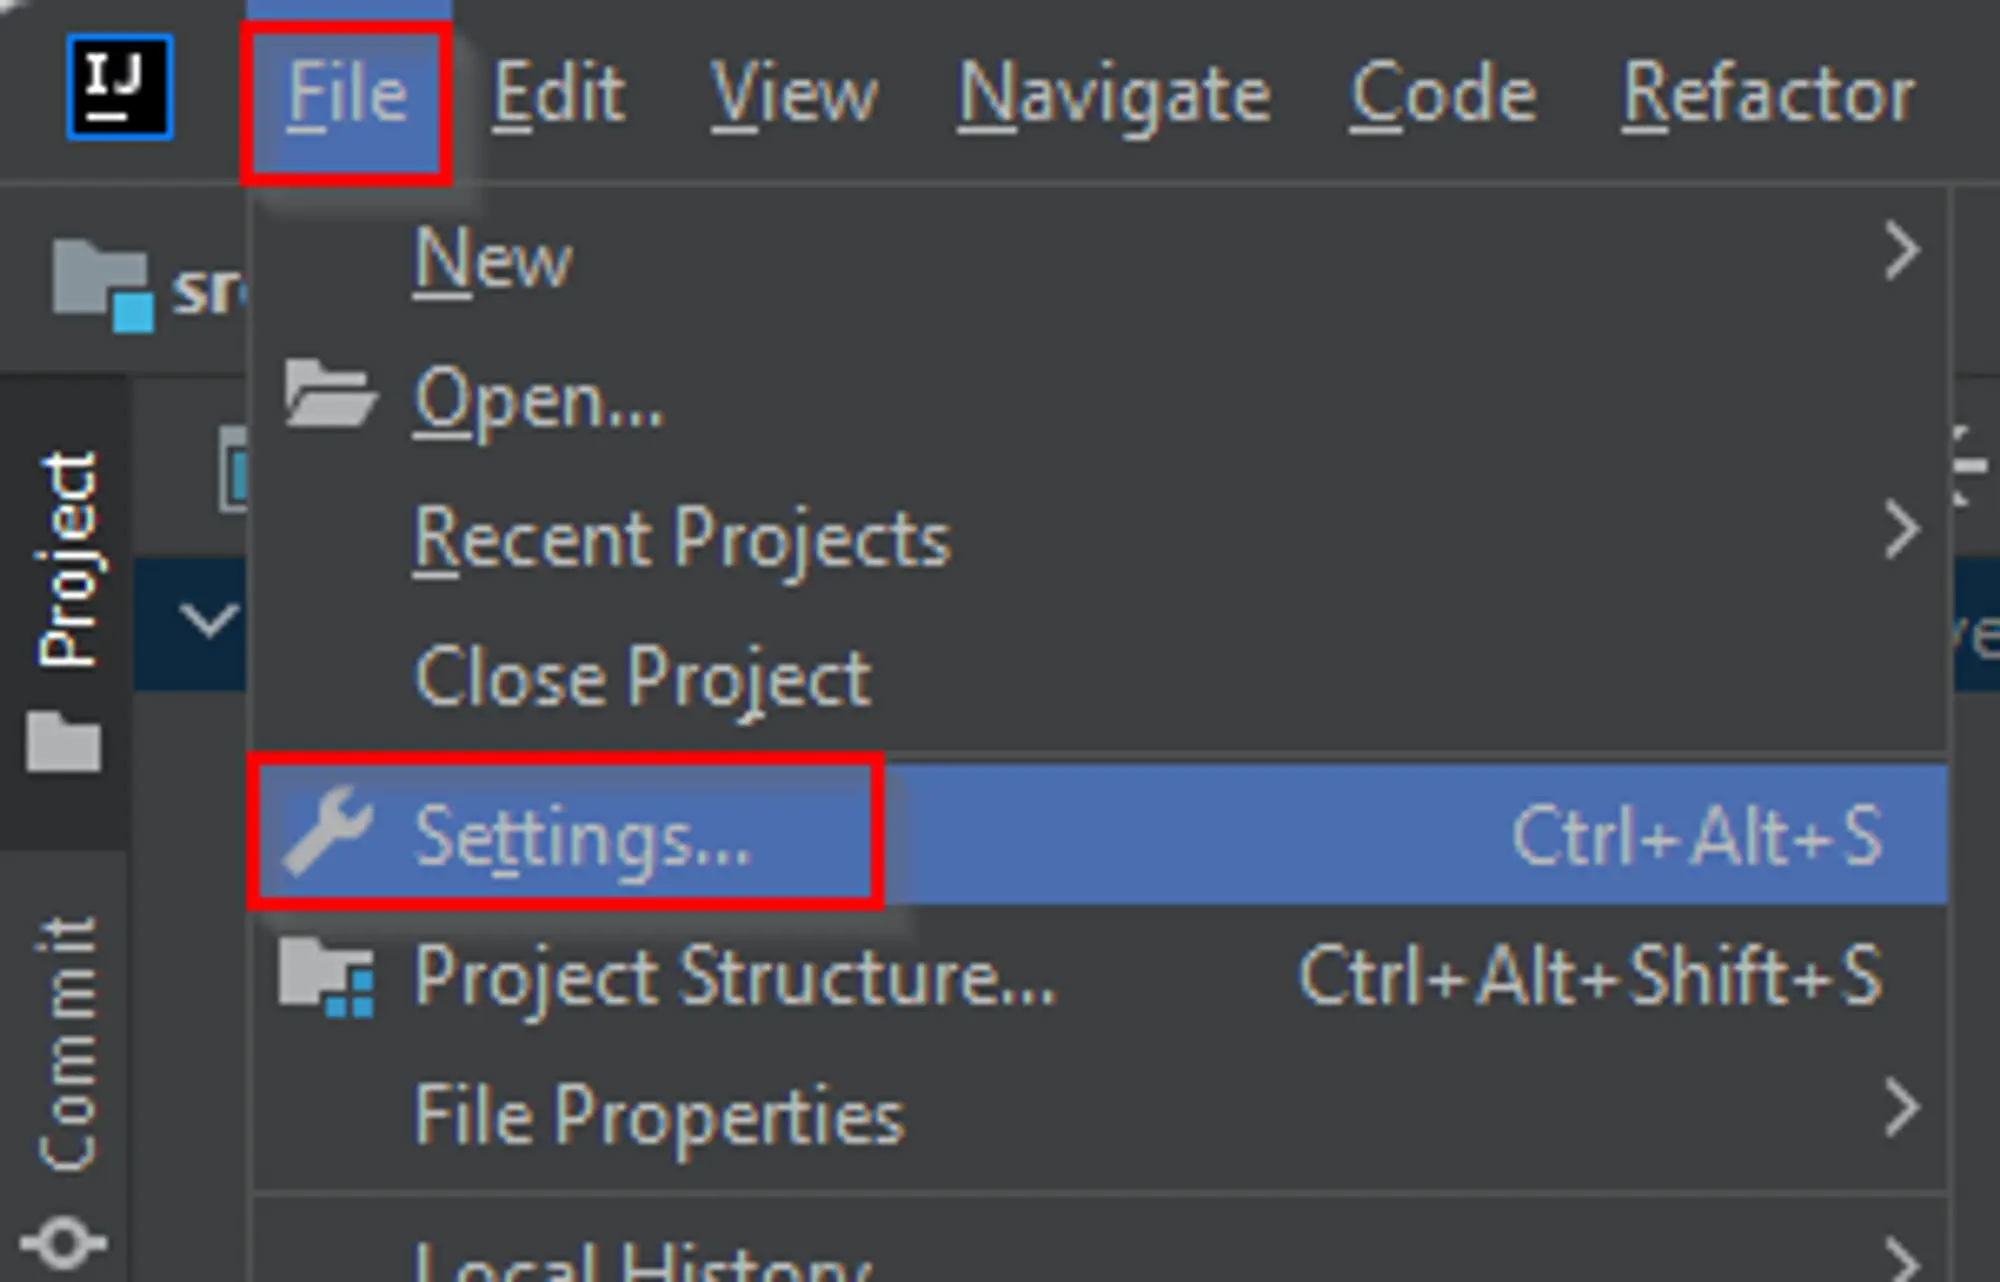 IJ
File Edit View Navigate Code Refactor
New
Open...
Recent Projects
Close Project
Settings... Ctrl+Alt+S
Project Structure... Ctrl+Alt+Shift+S
File Properties
Local History
Project
Commit